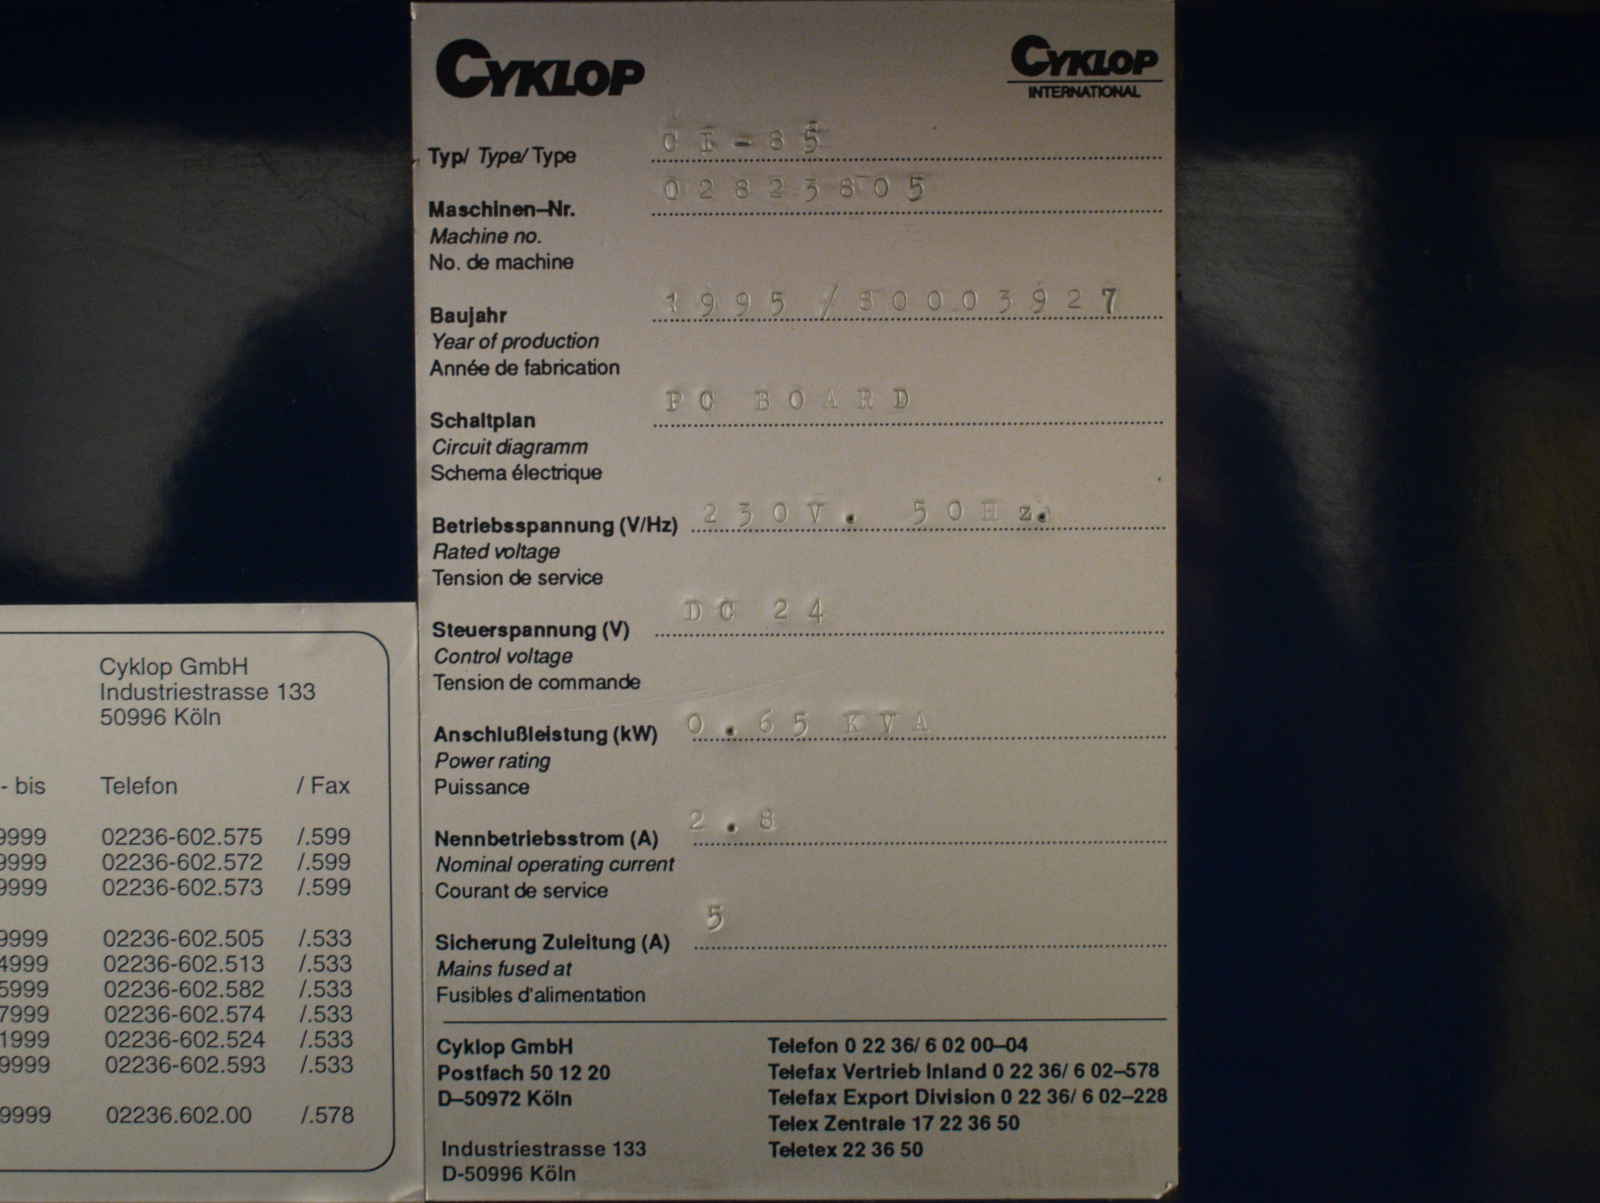 CYKLOP
CYKLOP
INTERNATIONAL
Typ/ Type/ Type CT-85
Maschinen–Nr. 02823805
Machine no.
No. de machine
Baujahr 1995/80003927
Year of production
Année de fabrication
Schaltplan PC BOARD
Circuit diagramm
Schema électrique
Betriebsspannung (V/Hz) 230V. 50Hz.
Rated voltage
Tension de service
Steuerspannung (V) DC 24
Control voltage
Tension de commande
Anschlußleistung (kW) 0.65 KVA
Power rating
Puissance
Nennbetriebsstrom (A) 2.8
Nominal operating current
Courant de service
Sicherung Zuleitung (A) 5
Mains fused at
Fusibles d'alimentation
Cyklop GmbH
Postfach 50 12 20
D–50972 Köln
Industriestrasse 133
D-50996 Köln
Telefon 0 22 36/ 6 02 00–04
Telefax Vertrieb Inland 0 22 36/ 6 02–578
Telefax Export Division 0 22 36/ 6 02–228
Telex Zentrale 17 22 36 50
Teletex 22 36 50
Cyklop GmbH
Industriestrasse 133
50996 Köln
- bis Telefon / Fax
9999 02236-602.575 /.599
9999 02236-602.572 /.599
9999 02236-602.573 /.599
9999 02236-602.505 /.533
4999 02236-602.513 /.533
5999 02236-602.582 /.533
7999 02236-602.574 /.533
1999 02236-602.524 /.533
9999 02236-602.593 /.533
9999 02236.602.00 /.578